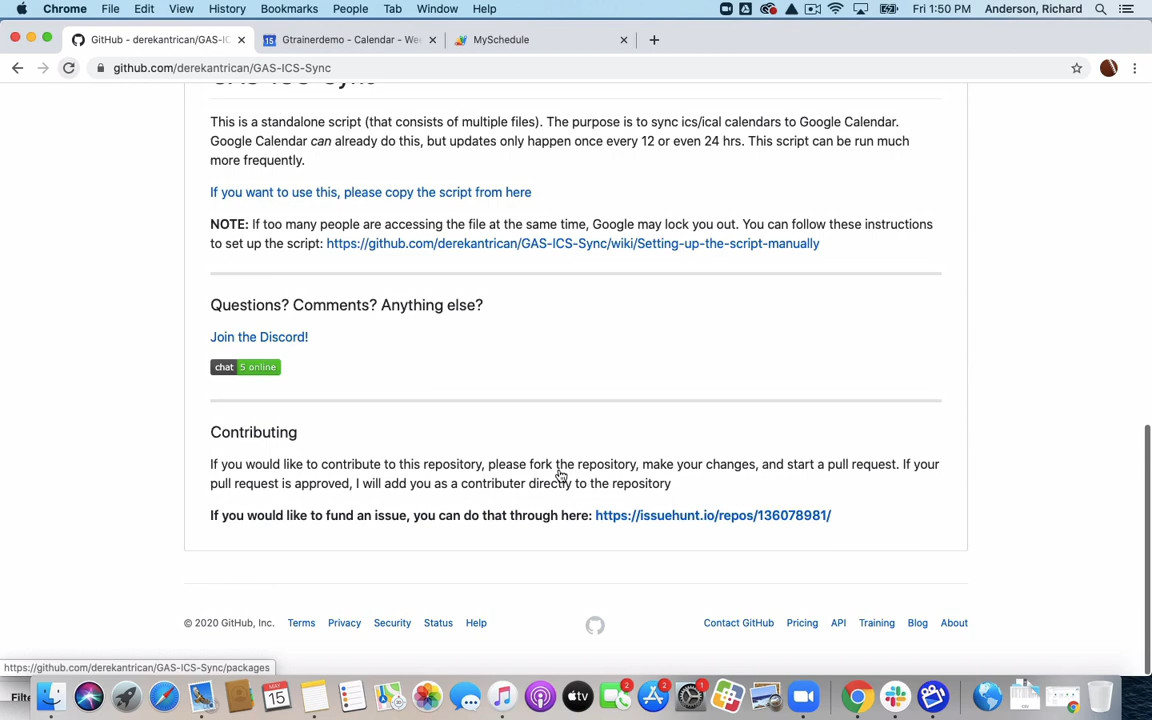 Chrome File Edit View History Bookmarks People Tab Window Help Fri 1:50 PM Anderson, Richard
GitHub - derekantrican/GAS-IC
15 Gtrainerdemo - Calendar - We
MySchedule
github.com/derekantrican/GAS-ICS-Sync
GAS-ICS-Sync
This is a standalone script (that consists of multiple files). The purpose is to sync ics/ical calendars to Google Calendar.
Google Calendar can already do this, but updates only happen once every 12 or even 24 hrs. This script can be run much
more frequently.
If you want to use this, please copy the script from here
NOTE: If too many people are accessing the file at the same time, Google may lock you out. You can follow these instructions
to set up the script: https://github.com/derekantrican/GAS-ICS-Sync/wiki/Setting-up-the-script-manually
Questions? Comments? Anything else?
Join the Discord!
chat 5 online
Contributing
If you would like to contribute to this repository, please fork the repository, make your changes, and start a pull request. If your
pull request is approved, I will add you as a contributer directly to the repository
If you would like to fund an issue, you can do that through here: https://issuehunt.io/repos/136078981/
© 2020 GitHub, Inc. Terms Privacy Security Status Help Contact GitHub Pricing API Training Blog About
https://github.com/derekantrican/GAS-ICS-Sync/packages
MAY
15
tv
2
2
1